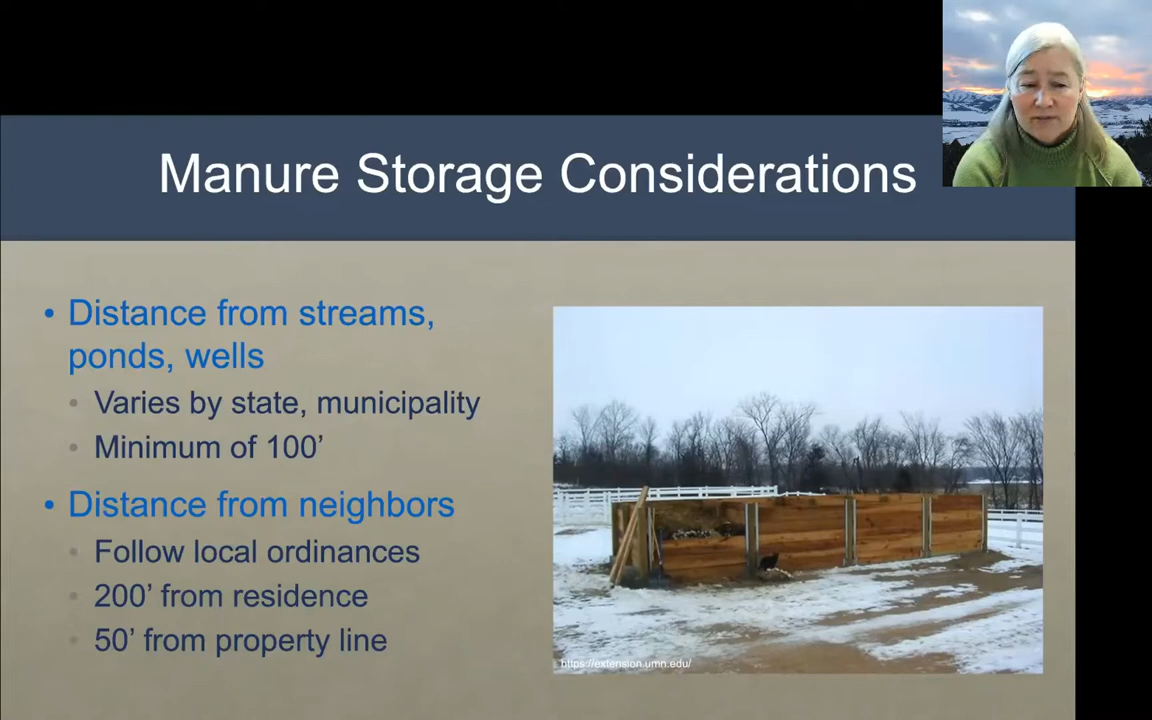 Manure Storage Considerations
• Distance from streams,
ponds, wells
• Varies by state, municipality
• Minimum of 100’
• Distance from neighbors
• Follow local ordinances
• 200’ from residence
• 50’ from property line
https://extension.umn.edu/